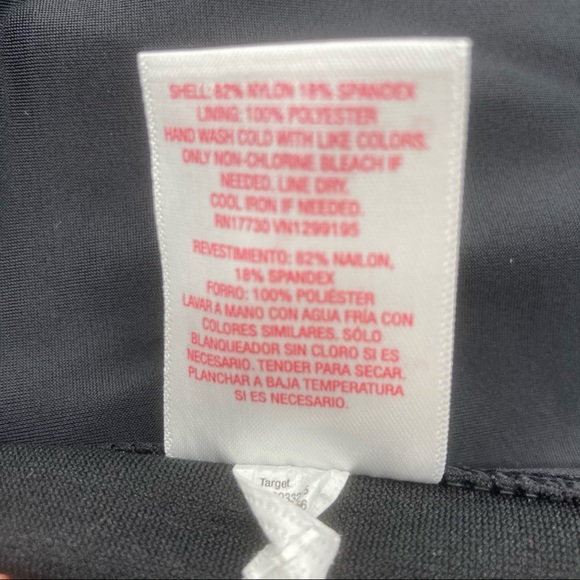 SHELL: 82% NYLON 18% SPANDEX
LINING: 100% POLYESTER
HAND WASH COLD WITH LIKE COLORS.
ONLY NON-CHLORINE BLEACH IF
NEEDED. LINE DRY.
COOL IRON IF NEEDED.
RN17730 VN1299195
REVESTIMIENTO: 82% NAILON,
18% SPANDEX
FORRO: 100% POLIÉSTER
LAVAR A MANO CON AGUA FRÍA CON
COLORES SIMILARES. SÓLO
BLANQUEADOR SIN CLORO SI ES
NECESARIO. TENDER PARA SECAR.
PLANCHAR A BAJA TEMPERATURA
SI ES NECESARIO.
Target